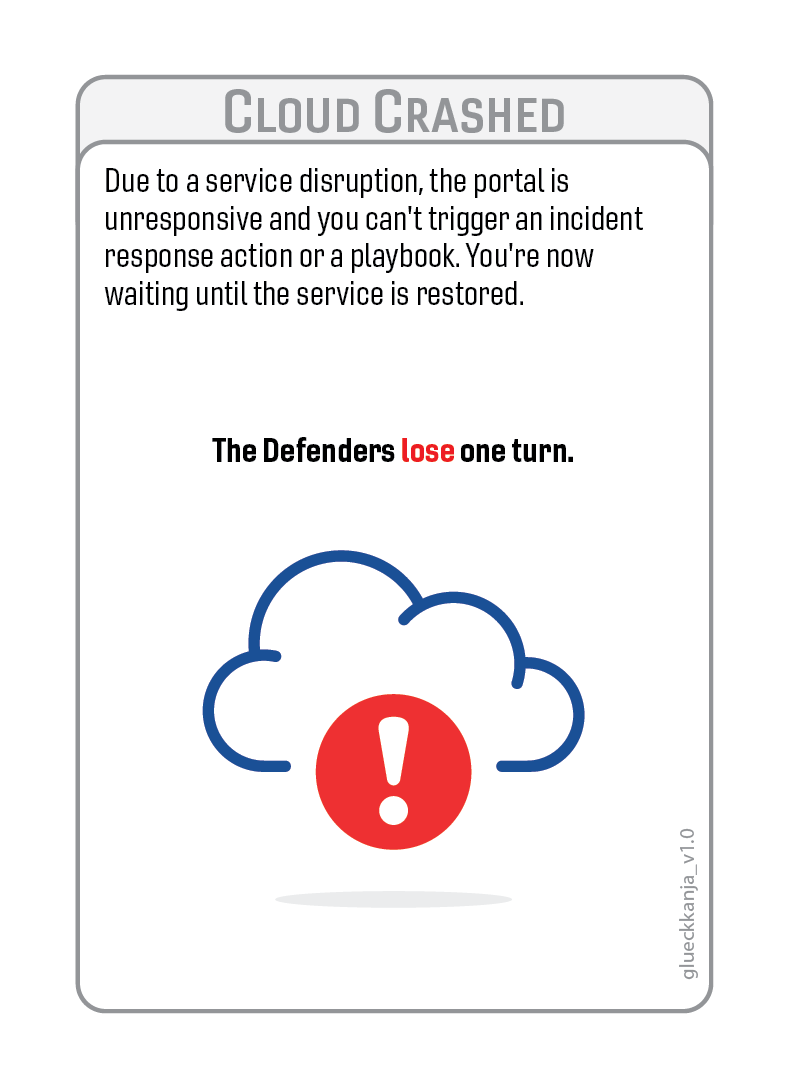 Cloud Crashed
Due to a service disruption, the portal is
unresponsive and you can't trigger an incident
response action or a playbook. You're now
waiting until the service is restored.
The Defenders lose one turn.
glueckkanja_v1.0